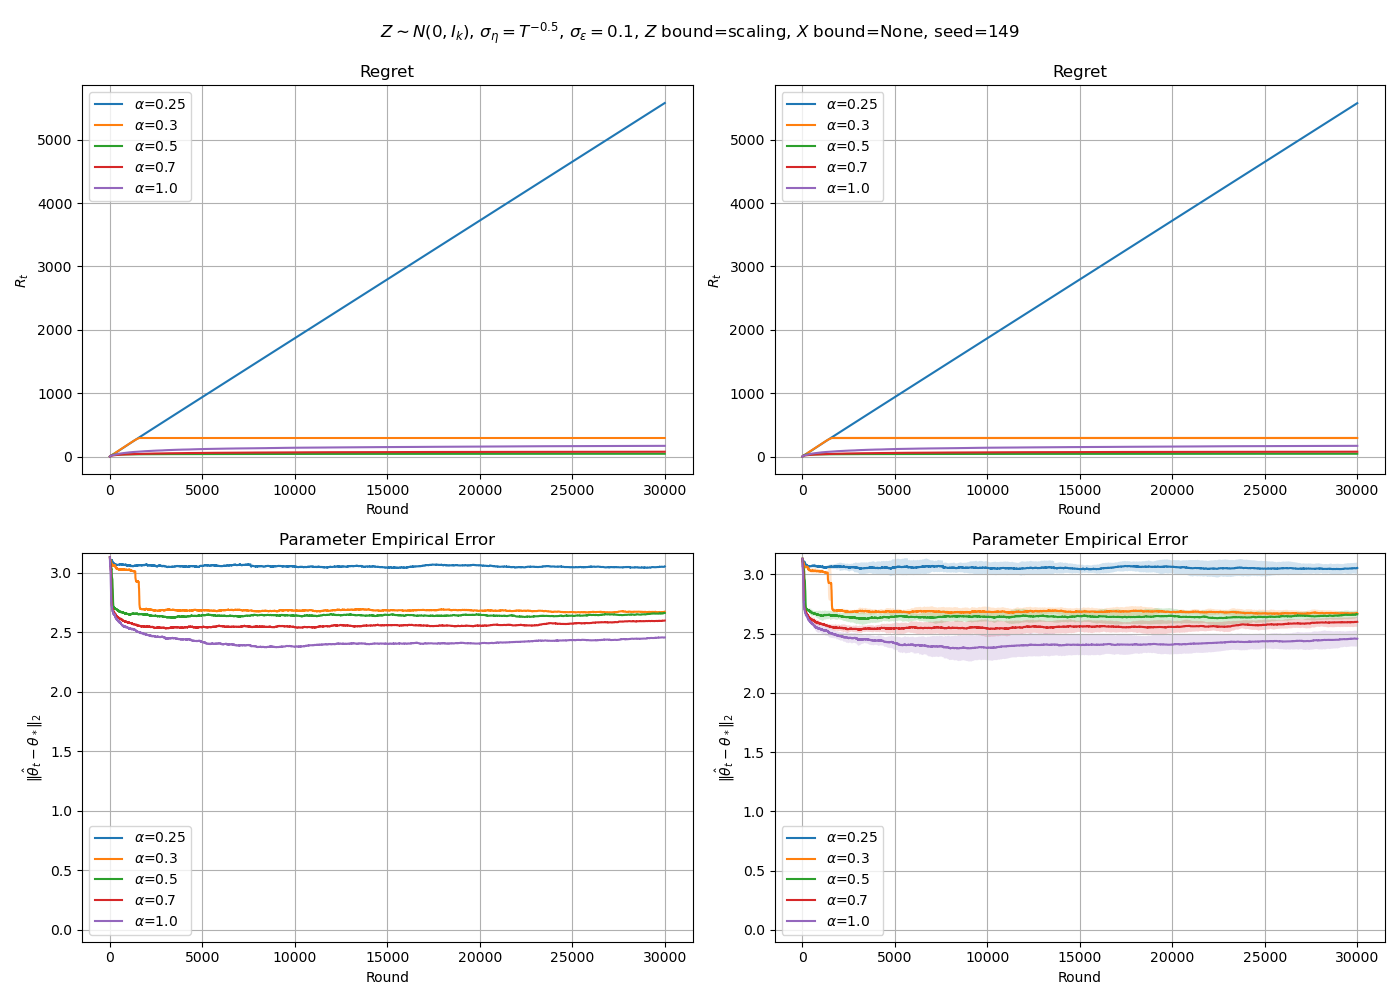 Z ∼ N(0, I_k), σ_η = T^{−0.5}, σ_ε = 0.1, Z bound=scaling, X bound=None, seed=149
Regret
R_t
5000
4000
3000
2000
1000
0
α=0.25
α=0.3
α=0.5
α=0.7
α=1.0
0 5000 10000 15000 20000 25000 30000
Round
Regret
R_t
5000
4000
3000
2000
1000
0
α=0.25
α=0.3
α=0.5
α=0.7
α=1.0
0 5000 10000 15000 20000 25000 30000
Round
Parameter Empirical Error
‖θ̂_t − θ_*‖_2
3.0
2.5
2.0
1.5
1.0
0.5
0.0
α=0.25
α=0.3
α=0.5
α=0.7
α=1.0
0 5000 10000 15000 20000 25000 30000
Round
Parameter Empirical Error
‖θ̂_t − θ_*‖_2
3.0
2.5
2.0
1.5
1.0
0.5
0.0
α=0.25
α=0.3
α=0.5
α=0.7
α=1.0
0 5000 10000 15000 20000 25000 30000
Round